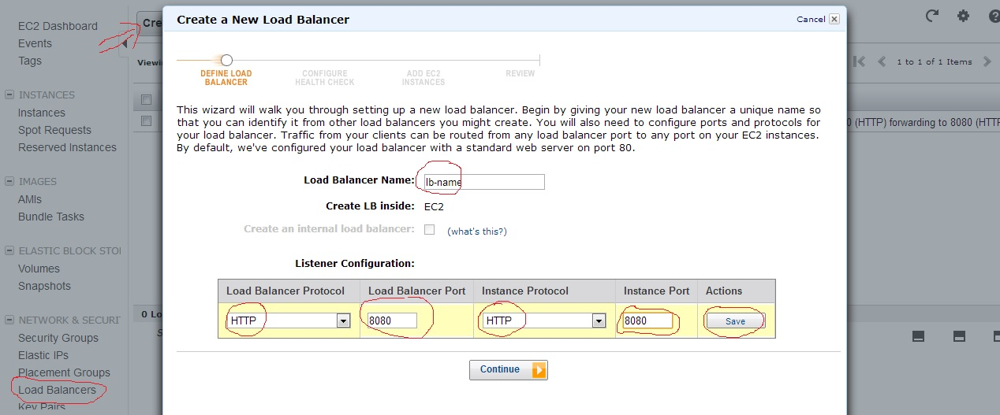 EC2 Dashboard
Events
Tags
INSTANCES
Instances
Spot Requests
Reserved Instances
IMAGES
AMIs
Bundle Tasks
ELASTIC BLOCK STO
Volumes
Snapshots
NETWORK & SECURIT
Security Groups
Elastic IPs
Placement Groups
Load Balancers
Key Pairs
Cre
Viewi
0 Lo
S
1 to 1 of 1 Items
0 (HTTP) forwarding to 8080 (HTT
Create a New Load Balancer
Cancel
DEFINE LOAD
BALANCER
CONFIGURE
HEALTH CHECK
ADD EC2
INSTANCES
REVIEW
This wizard will walk you through setting up a new load balancer. Begin by giving your new load balancer a unique name so
that you can identify it from other load balancers you might create. You will also need to configure ports and protocols for
your load balancer. Traffic from your clients can be routed from any load balancer port to any port on your EC2 instances.
By default, we've configured your load balancer with a standard web server on port 80.
Load Balancer Name: lb-name
Create LB inside: EC2
Create an internal load balancer: (what's this?)
Listener Configuration:
Load Balancer Protocol Load Balancer Port Instance Protocol Instance Port Actions
HTTP 8080 HTTP 8080 Save
Continue